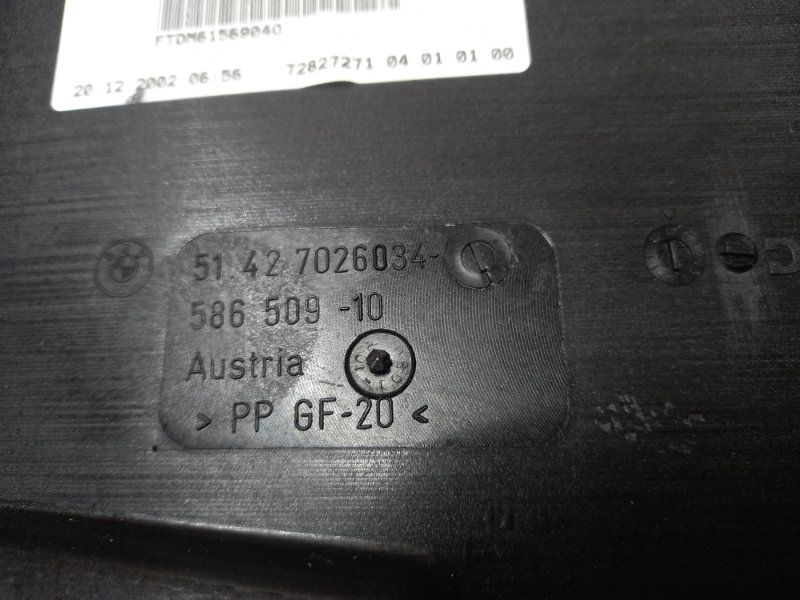 FTDM61569040
20.12.2002 06:56 72827271 04 01 01 00
51.42 7026034-
586 509 -10
Austria
> PP GF-20 <